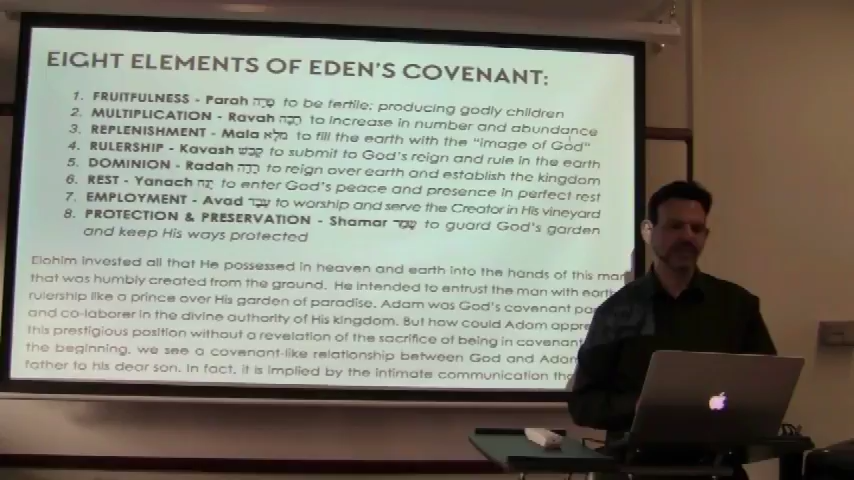 EIGHT ELEMENTS OF EDEN'S COVENANT:
1. FRUITFULNESS - Parah פָּרָה to be fertile; producing godly children
2. MULTIPLICATION - Ravah רָבָה to increase in number and abundance
3. REPLENISHMENT - Mala מָלֵא to fill the earth with the "image of God"
4. RULERSHIP - Kavash כָּבַשׁ to submit to God's reign and rule in the earth
5. DOMINION - Radah רָדָה to reign over earth and establish the kingdom
6. REST - Yanach to enter God's peace and presence in perfect rest
7. EMPLOYMENT - Avad עָבַד to worship and serve the Creator in His vineyard
8. PROTECTION & PRESERVATION - Shamar שָׁמַר to guard God's garden
and keep His ways protected
Elohim invested all that He possessed in heaven and earth into the hands of this man
that was humbly created from the ground. He intended to entrust the man with
rulership like a prince over His garden of paradise. Adam was God's covenant
and co-laborer in the divine authority of His kingdom. But how could Adam
this prestigious position without a revelation of the sacrifice of being in covenant
the beginning, we see a covenant-like relationship between God and Adam
father to his dear son. In fact, it is implied by the intimate communication